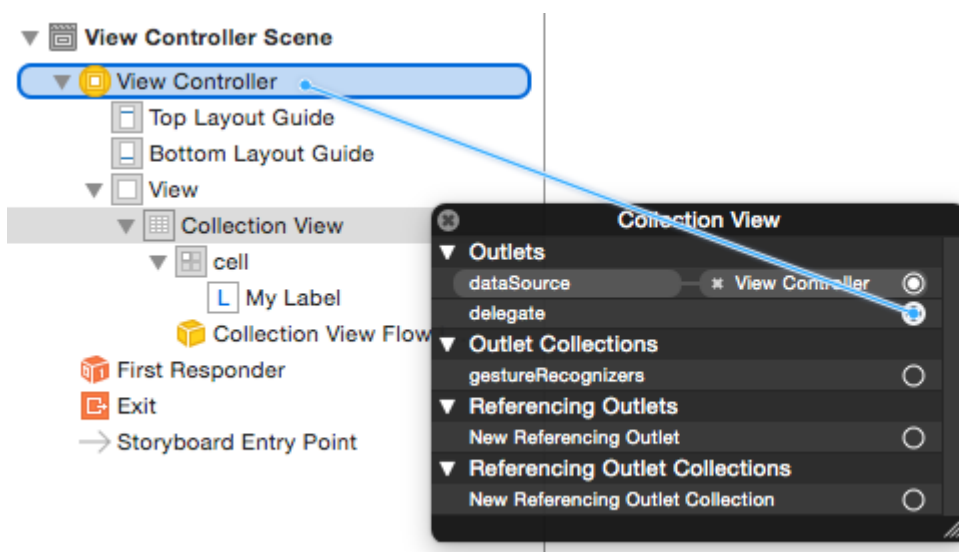 View Controller Scene
View Controller
Top Layout Guide
Bottom Layout Guide
View
Collection View
cell
My Label
Collection View Flow
First Responder
Exit
Storyboard Entry Point
Collection View
Outlets
dataSource
View Controller
delegate
Outlet Collections
gestureRecognizers
Referencing Outlets
New Referencing Outlet
Referencing Outlet Collections
New Referencing Outlet Collection